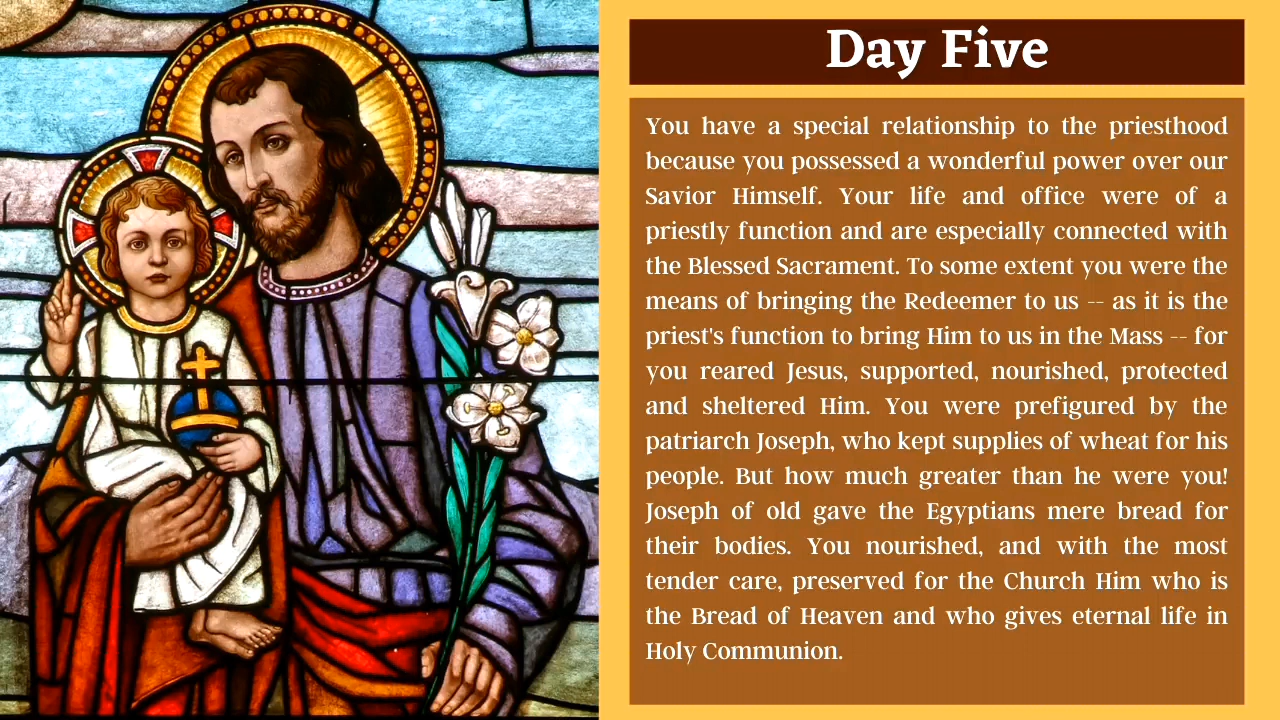 Day Five
You have a special relationship to the priesthood
because you possessed a wonderful power over our
Savior Himself. Your life and office were of a
priestly function and are especially connected with
the Blessed Sacrament. To some extent you were the
means of bringing the Redeemer to us -- as it is the
priest's function to bring Him to us in the Mass -- for
you reared Jesus, supported, nourished, protected
and sheltered Him. You were prefigured by the
patriarch Joseph, who kept supplies of wheat for his
people. But how much greater than he were you!
Joseph of old gave the Egyptians mere bread for
their bodies. You nourished, and with the most
tender care, preserved for the Church Him who is
the Bread of Heaven and who gives eternal life in
Holy Communion.